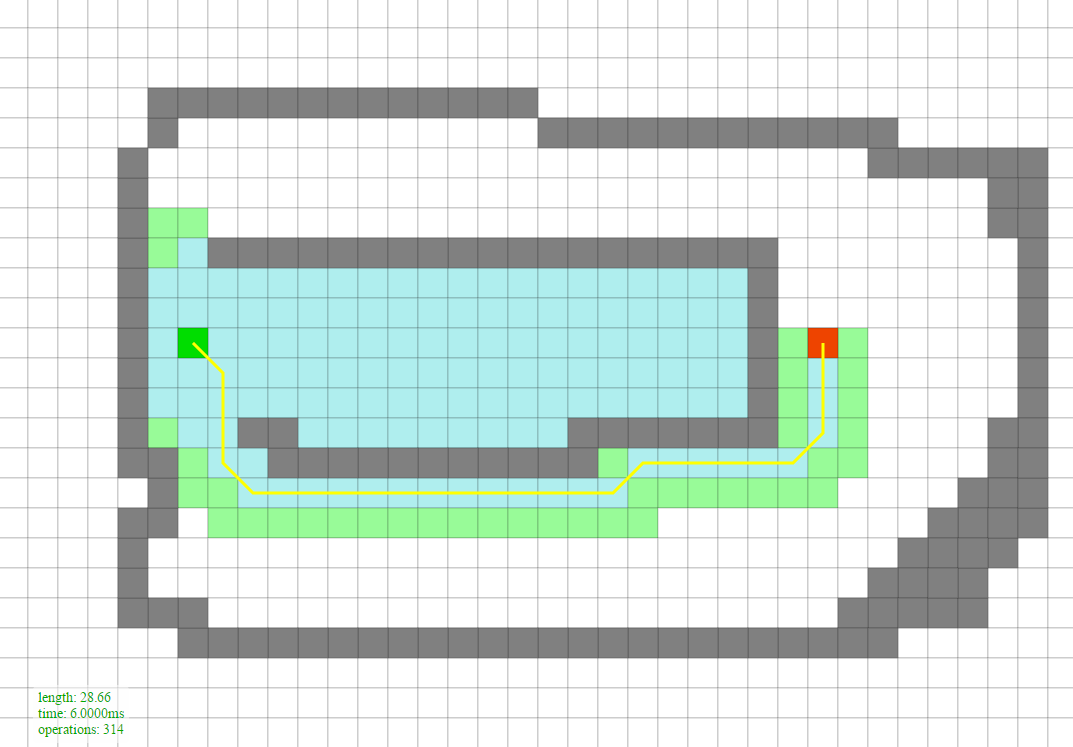 length: 28.66
time: 6.0000ms
operations: 314